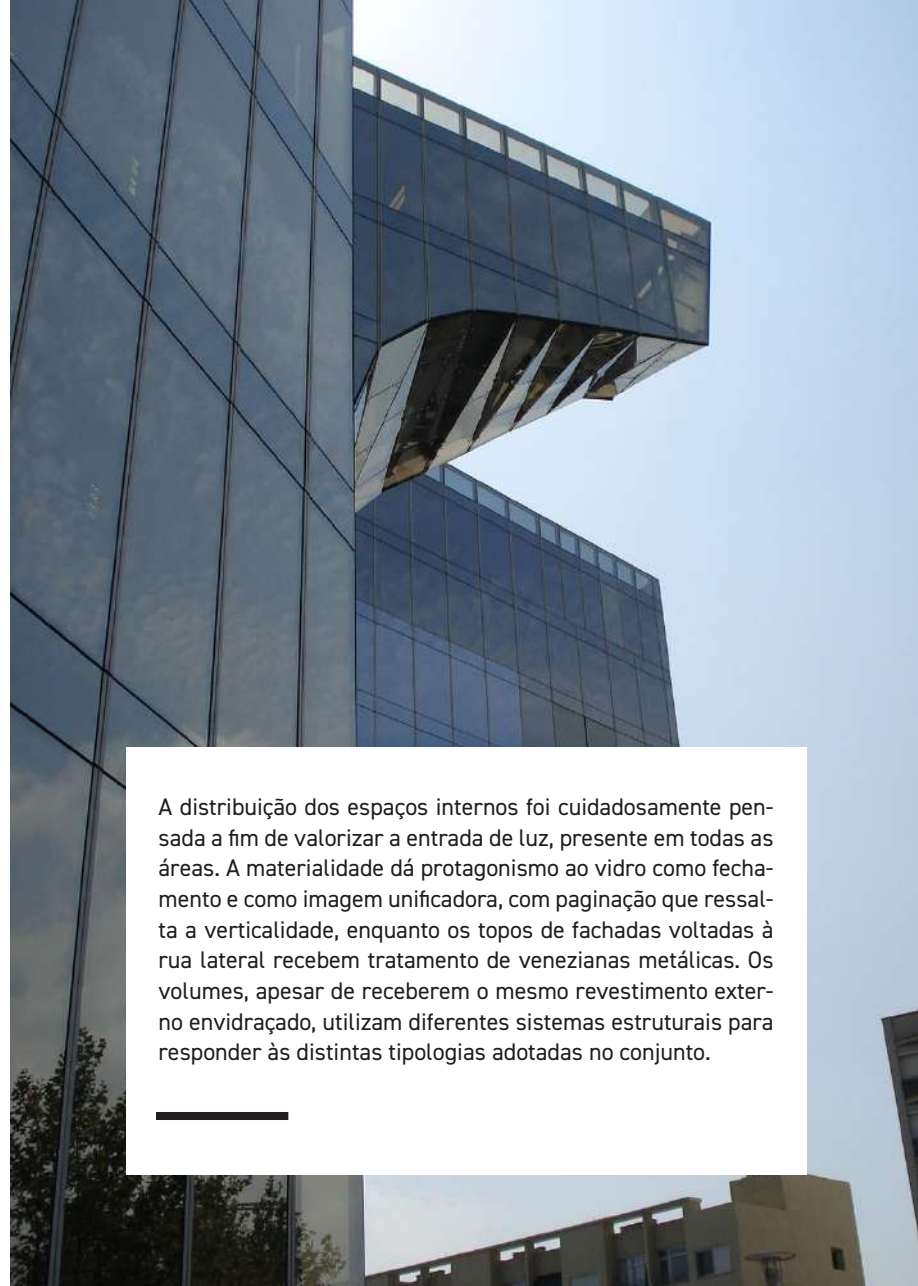 A distribuição dos espaços internos foi cuidadosamente pen-
sada a fim de valorizar a entrada de luz, presente em todas as
áreas. A materialidade dá protagonismo ao vidro como fecha-
mento e como imagem unificadora, com paginação que ressal-
ta a verticalidade, enquanto os topos de fachadas voltadas à
rua lateral recebem tratamento de venezianas metálicas. Os
volumes, apesar de receberem o mesmo revestimento exter-
no envidraçado, utilizam diferentes sistemas estruturais para
responder às distintas tipologias adotadas no conjunto.